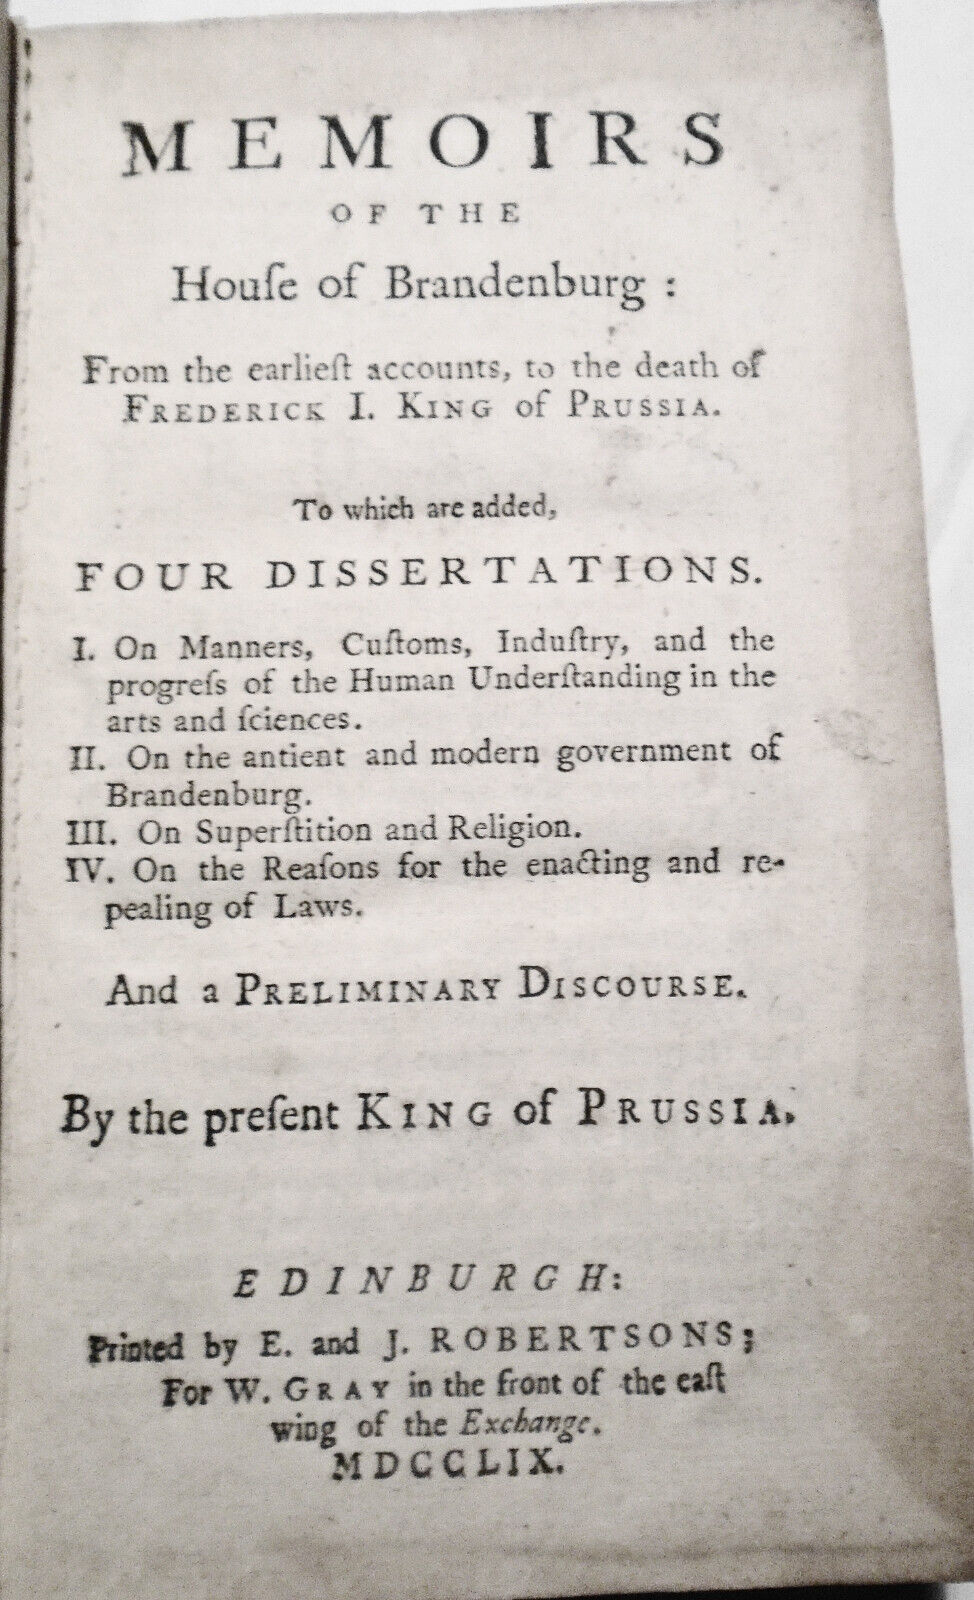 MEMOIRS
OF THE
Houſe of Brandenburg:
From the earlieſt accounts, to the death of
FREDERICK I. KING of PRUSSIA.
To which are added,
FOUR DISSERTATIONS.
I. On Manners, Cuſtoms, Induſtry, and the
progreſs of the Human Underſtanding in the
arts and ſciences.
II. On the antient and modern government of
Brandenburg.
III. On Superſtition and Religion.
IV. On the Reaſons for the enacting and re-
pealing of Laws.
And a PRELIMINARY DISCOURSE.
By the preſent KING of PRUSSIA.
EDINBURGH:
Printed by E. and J. ROBERTSONS;
For W. GRAY in the front of the eaſt
wing of the Exchange.
MDCCLIX.